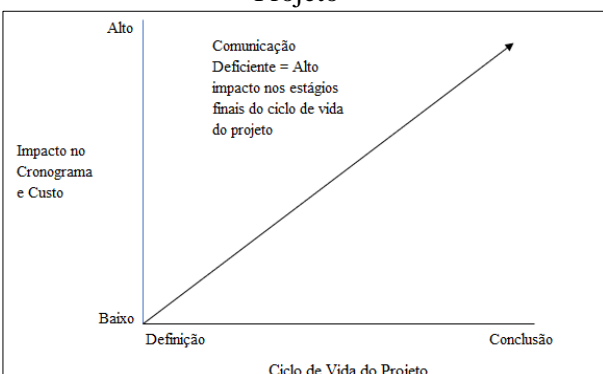 Projeto
Alto
Comunicação
Deficiente = Alto
impacto nos estágios
finais do ciclo de vida
do projeto
Impacto no
Cronograma
e Custo
Baixo
Definição
Conclusão
Ciclo de Vida do Projeto